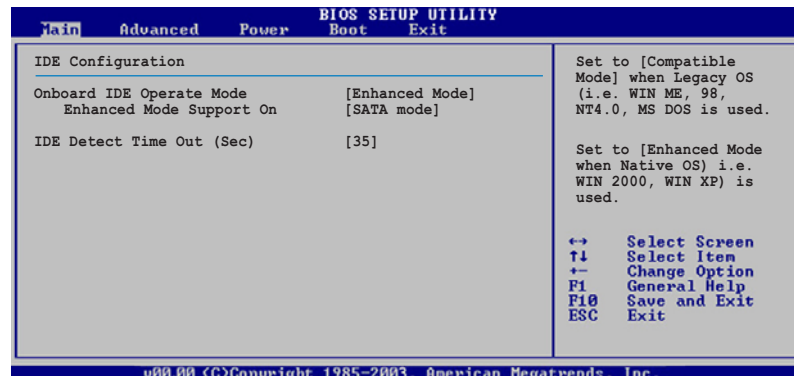 BIOS SETUP UTILITY
Main Advanced Power Boot Exit
IDE Configuration
Onboard IDE Operate Mode [Enhanced Mode]
Enhanced Mode Support On [SATA mode]
IDE Detect Time Out (Sec) [35]
Set to [Compatible
Mode] when Legacy OS
(i.e. WIN ME, 98,
NT4.0, MS DOS is used.
Set to [Enhanced Mode
when Native OS) i.e.
WIN 2000, WIN XP) is
used.
↔ Select Screen
↑↓ Select Item
+- Change Option
F1 General Help
F10 Save and Exit
ESC Exit
v00.00 (C)Copyright 1985-2003, American Megatrends, Inc.